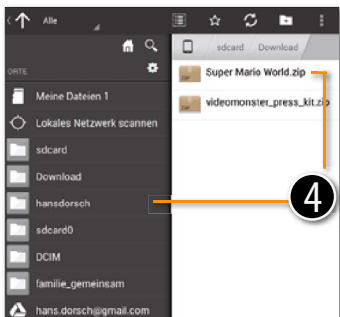 Alle
sdcard Download
ORTE
Super Mario World.zip
Meine Dateien 1
videomonster_press_kit.zip
Lokales Netzwerk scannen
sdcard
Download
hansdorsch
4
sdcard0
DCIM
familie_gemeinsam
hans.dorsch@gmail.com